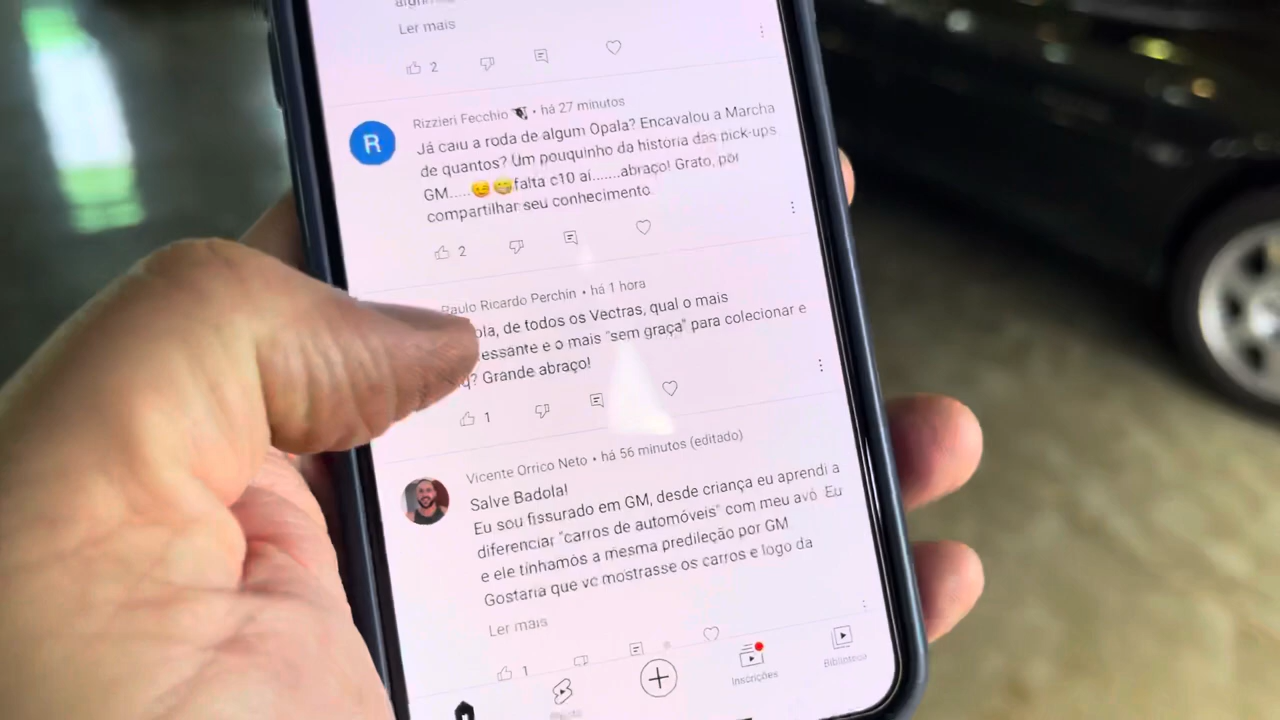 Ler mais
2
R
Rizzieri Fecchio • há 27 minutos
Já caiu a roda de algum Opala? Encavalou a Marcha
de quantos? Um pouquinho da historia das pick-ups
GM.....😉😁falta c10 aí.......abraço! Grato, por
compartilhar seu conhecimento
2
Paulo Ricardo Perchin • há 1 hora
ola, de todos os Vectras, qual o mais
ressante e o mais "sem graça" para colecionar e
? Grande abraço!
1
Vicente Orrico Neto • há 56 minutos (editado)
Salve Badola!
Eu sou fissurado em GM, desde criança eu aprendi a
diferenciar "carros de automóveis" com meu avô Eu
e ele tinhamos a mesma predileção por GM
Gostaria que vc mostrasse os carros e logo da
Ler mais
1
Inscrições
Biblioteca